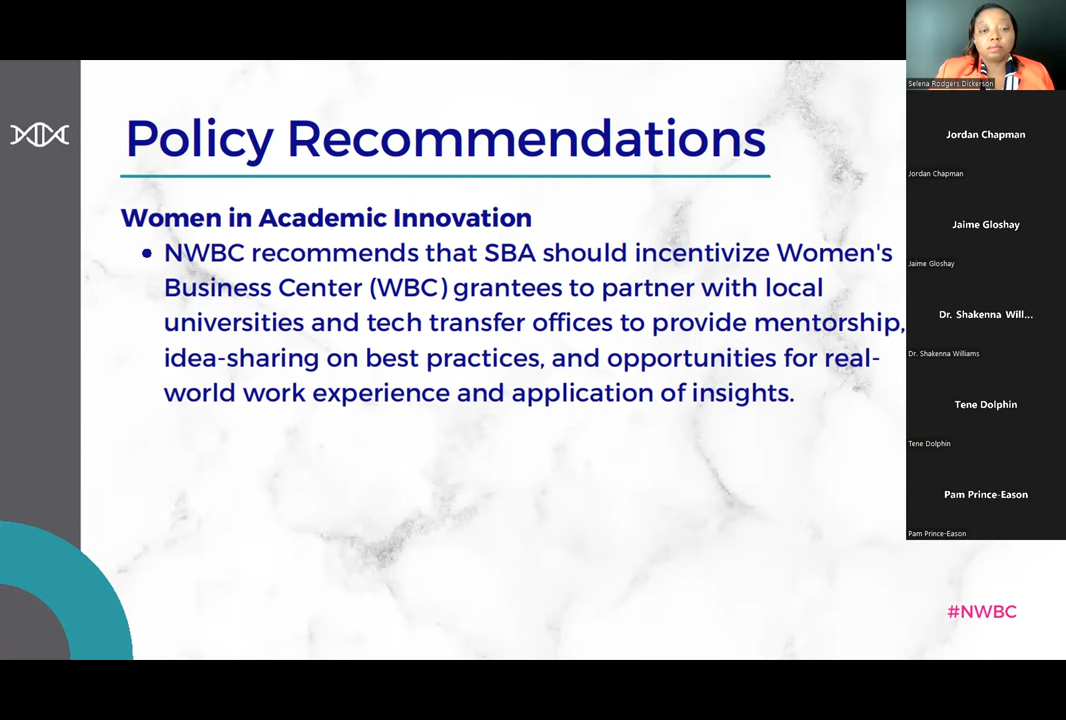 Policy Recommendations
Women in Academic Innovation
• NWBC recommends that SBA should incentivize Women's
Business Center (WBC) grantees to partner with local
universities and tech transfer offices to provide mentorship,
idea-sharing on best practices, and opportunities for real-
world work experience and application of insights.
#NWBC
Selena Rodgers Dickerson
Jordan Chapman
Jordan Chapman
Jaime Gloshay
Jaime Gloshay
Dr. Shakenna Will...
Dr. Shakenna Williams
Tene Dolphin
Tene Dolphin
Pam Prince-Eason
Pam Prince-Eason